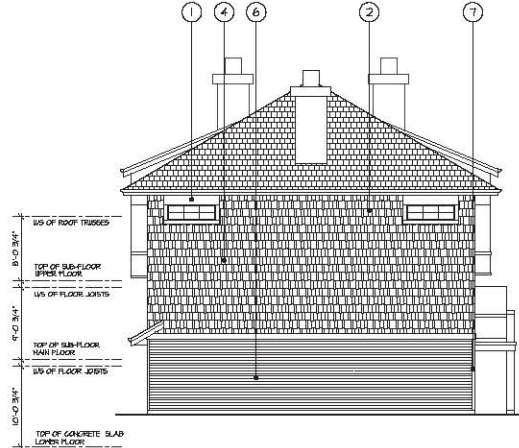 1 4 6 2 7
U/S OF ROOF TRUSSES
8'-0 3/4"
TOP OF SUB-FLOOR
UPPER FLOOR
U/S OF FLOOR JOISTS
9'-0 3/4"
TOP OF SUB-FLOOR
MAIN FLOOR
U/S OF FLOOR JOISTS
10'-0 3/4"
TOP OF CONCRETE SLAB
LOWER FLOOR